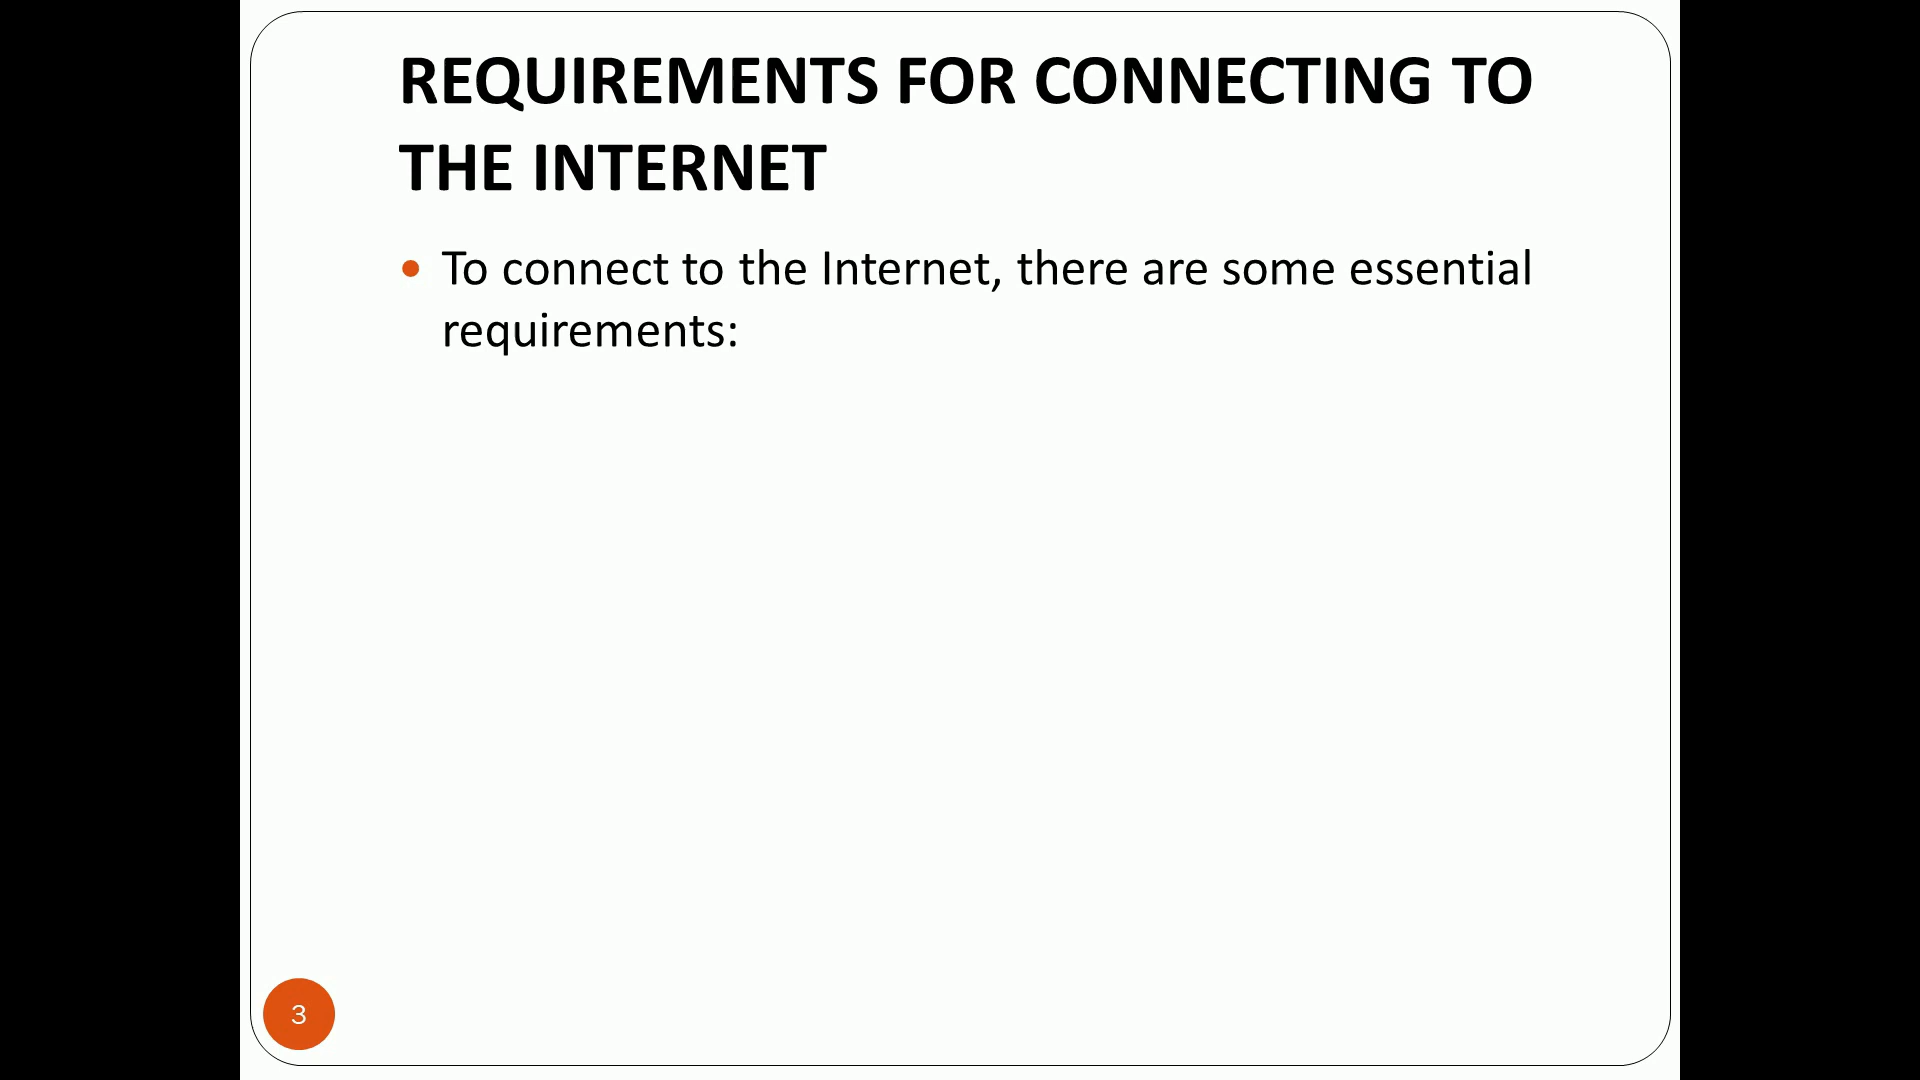 REQUIREMENTS FOR CONNECTING TO
THE INTERNET
• To connect to the Internet, there are some essential
requirements:
3